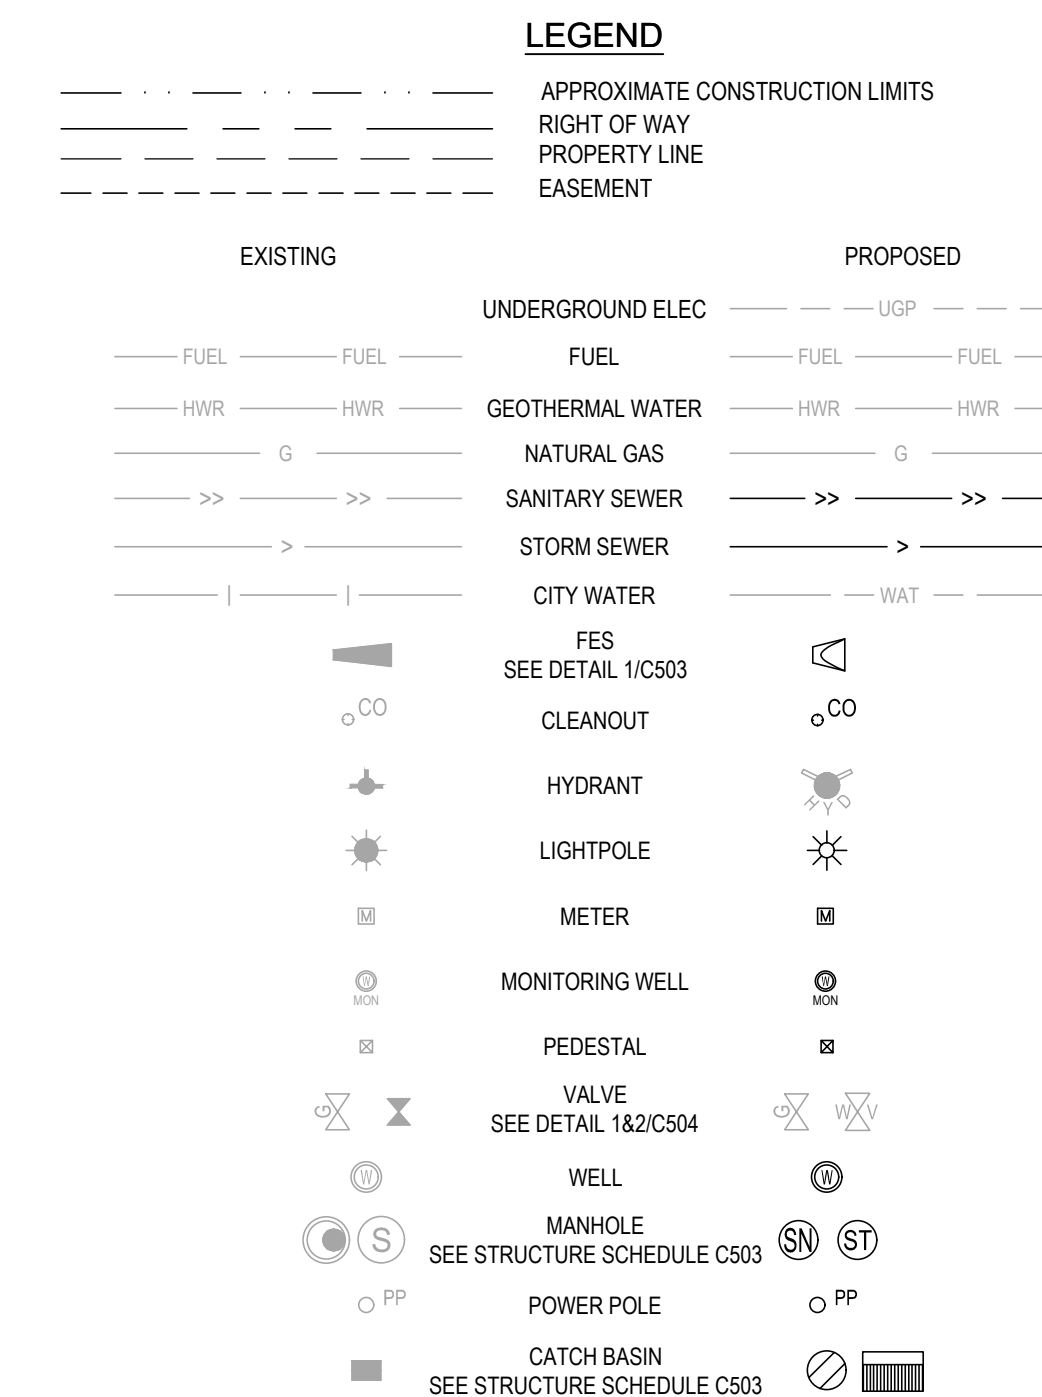 LEGEND
APPROXIMATE CONSTRUCTION LIMITS
RIGHT OF WAY
PROPERTY LINE
EASEMENT
EXISTING PROPOSED
UNDERGROUND ELEC UGP
FUEL FUEL FUEL FUEL FUEL
HWR HWR GEOTHERMAL WATER HWR HWR
G NATURAL GAS G
>> >> SANITARY SEWER >> >>
> STORM SEWER >
| | CITY WATER WAT
FES
SEE DETAIL 1/C503
CO CLEANOUT CO
HYDRANT HYD
LIGHTPOLE
M METER M
W MONITORING WELL W
MON MON
PEDESTAL
G VALVE G WV
SEE DETAIL 1&2/C504
W WELL W
S MANHOLE SN ST
SEE STRUCTURE SCHEDULE C503
PP POWER POLE PP
CATCH BASIN
SEE STRUCTURE SCHEDULE C503